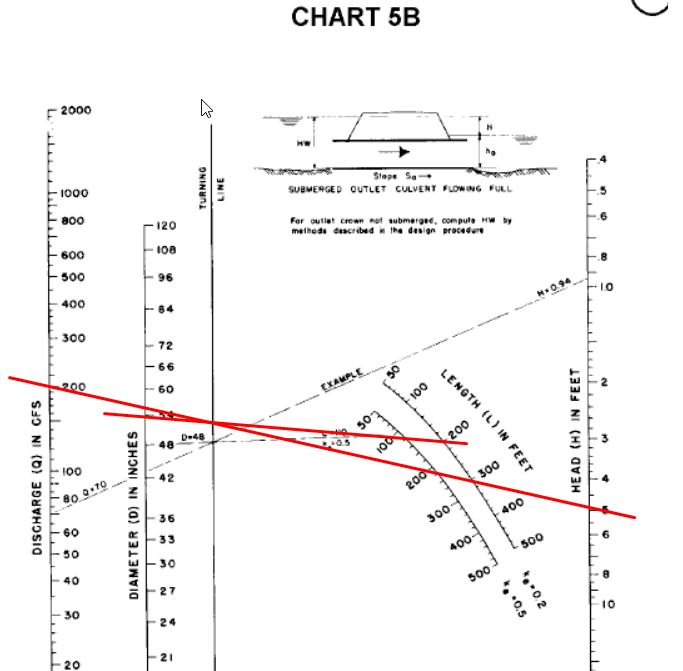 CHART 5B
2000
1000
800
600
500
400
300
200
100
80
60
50
40
30
20
DISCHARGE (Q) IN CFS
120
108
96
84
72
66
60
54
48
42
36
33
30
27
24
21
DIAMETER (D) IN INCHES
TURNING
LINE
HW
H
h₀
Slope S₀→
SUBMERGED OUTLET CULVERT FLOWING FULL
For outlet crown not submerged, compute HW by
methods described in the design procedure
H=0.94
EXAMPLE
D=48
Q=70
=0.5
50
100
200
300
400
500
LENGTH (L) IN FEET
50
100
200
300
400
500
kₑ=0.2
kₑ=0.5
.4
.5
.6
.8
1.0
2
3
4
5
6
8
10
HEAD (H) IN FEET